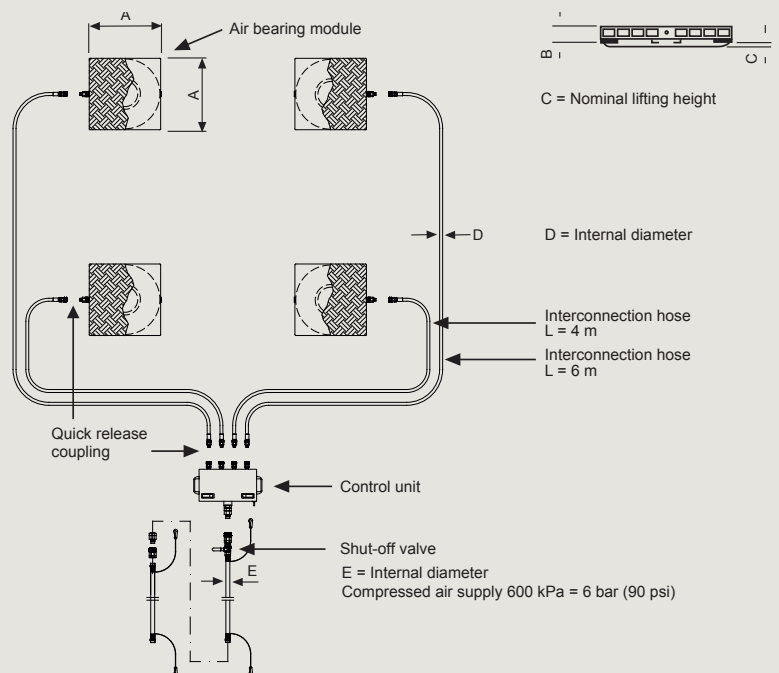 A
Air bearing module
A
B
C
C = Nominal lifting height
D
D = Internal diameter
Interconnection hose
L = 4 m
Interconnection hose
L = 6 m
Quick release
coupling
Control unit
Shut-off valve
E
E = Internal diameter
Compressed air supply 600 kPa = 6 bar (90 psi)